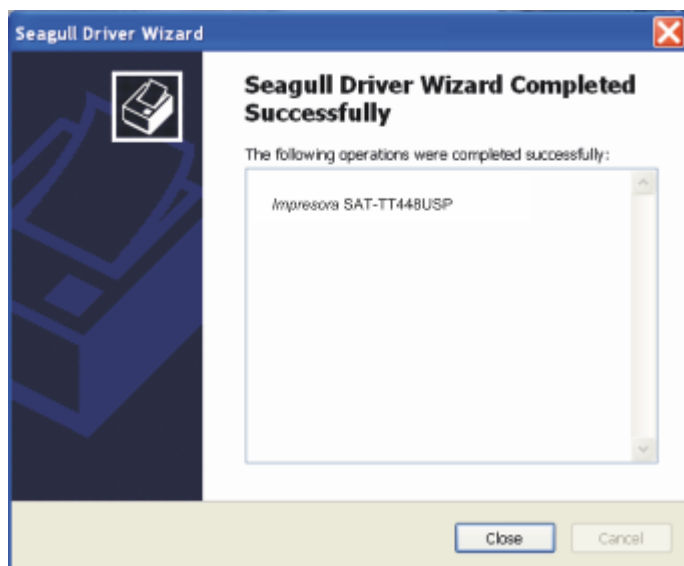 Seagull Driver Wizard
Seagull Driver Wizard Completed
Successfully
The following operations were completed successfully:
Impresora SAT-TT448USP
Close
Cancel